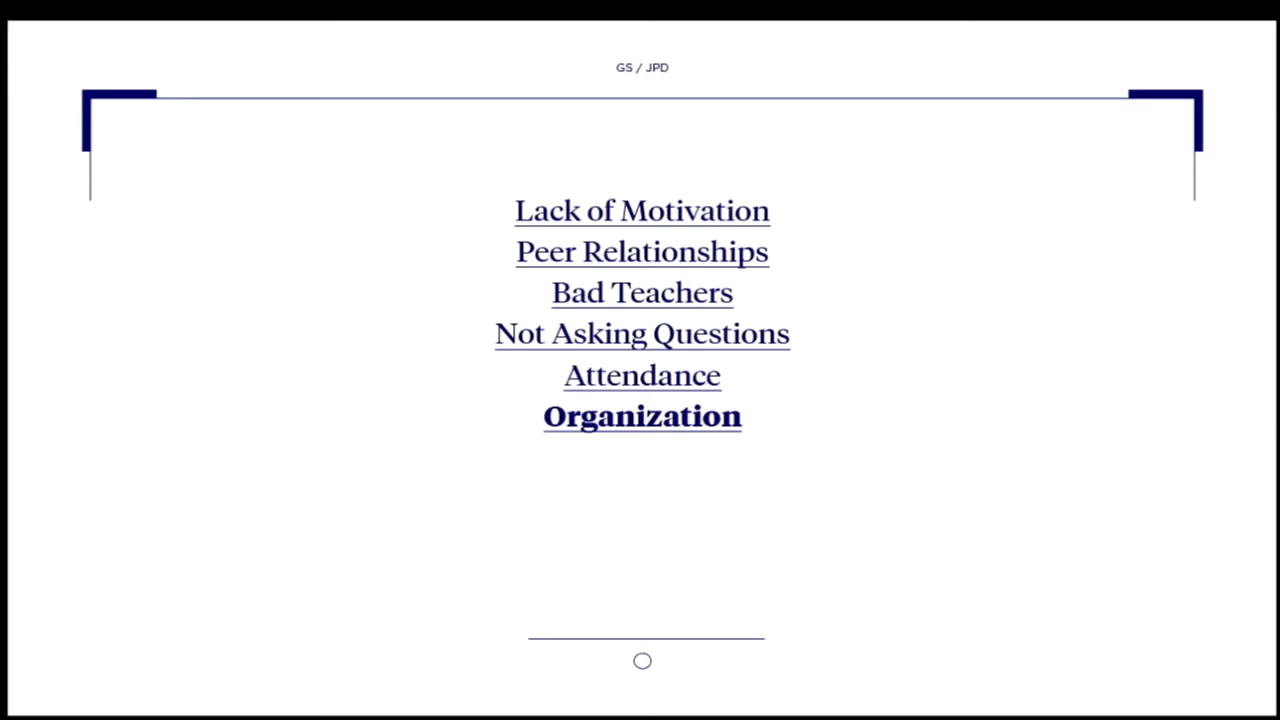 GS / JPD
Lack of Motivation
Peer Relationships
Bad Teachers
Not Asking Questions
Attendance
Organization